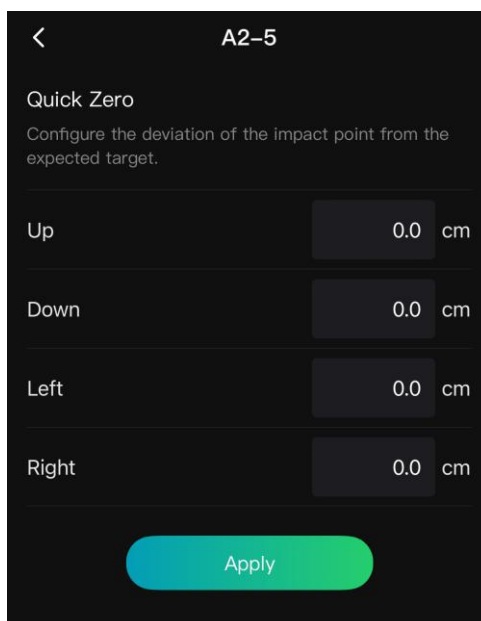 A2-5
Quick Zero
Configure the deviation of the impact point from the
expected target.
Up 0.0 cm
Down 0.0 cm
Left 0.0 cm
Right 0.0 cm
Apply